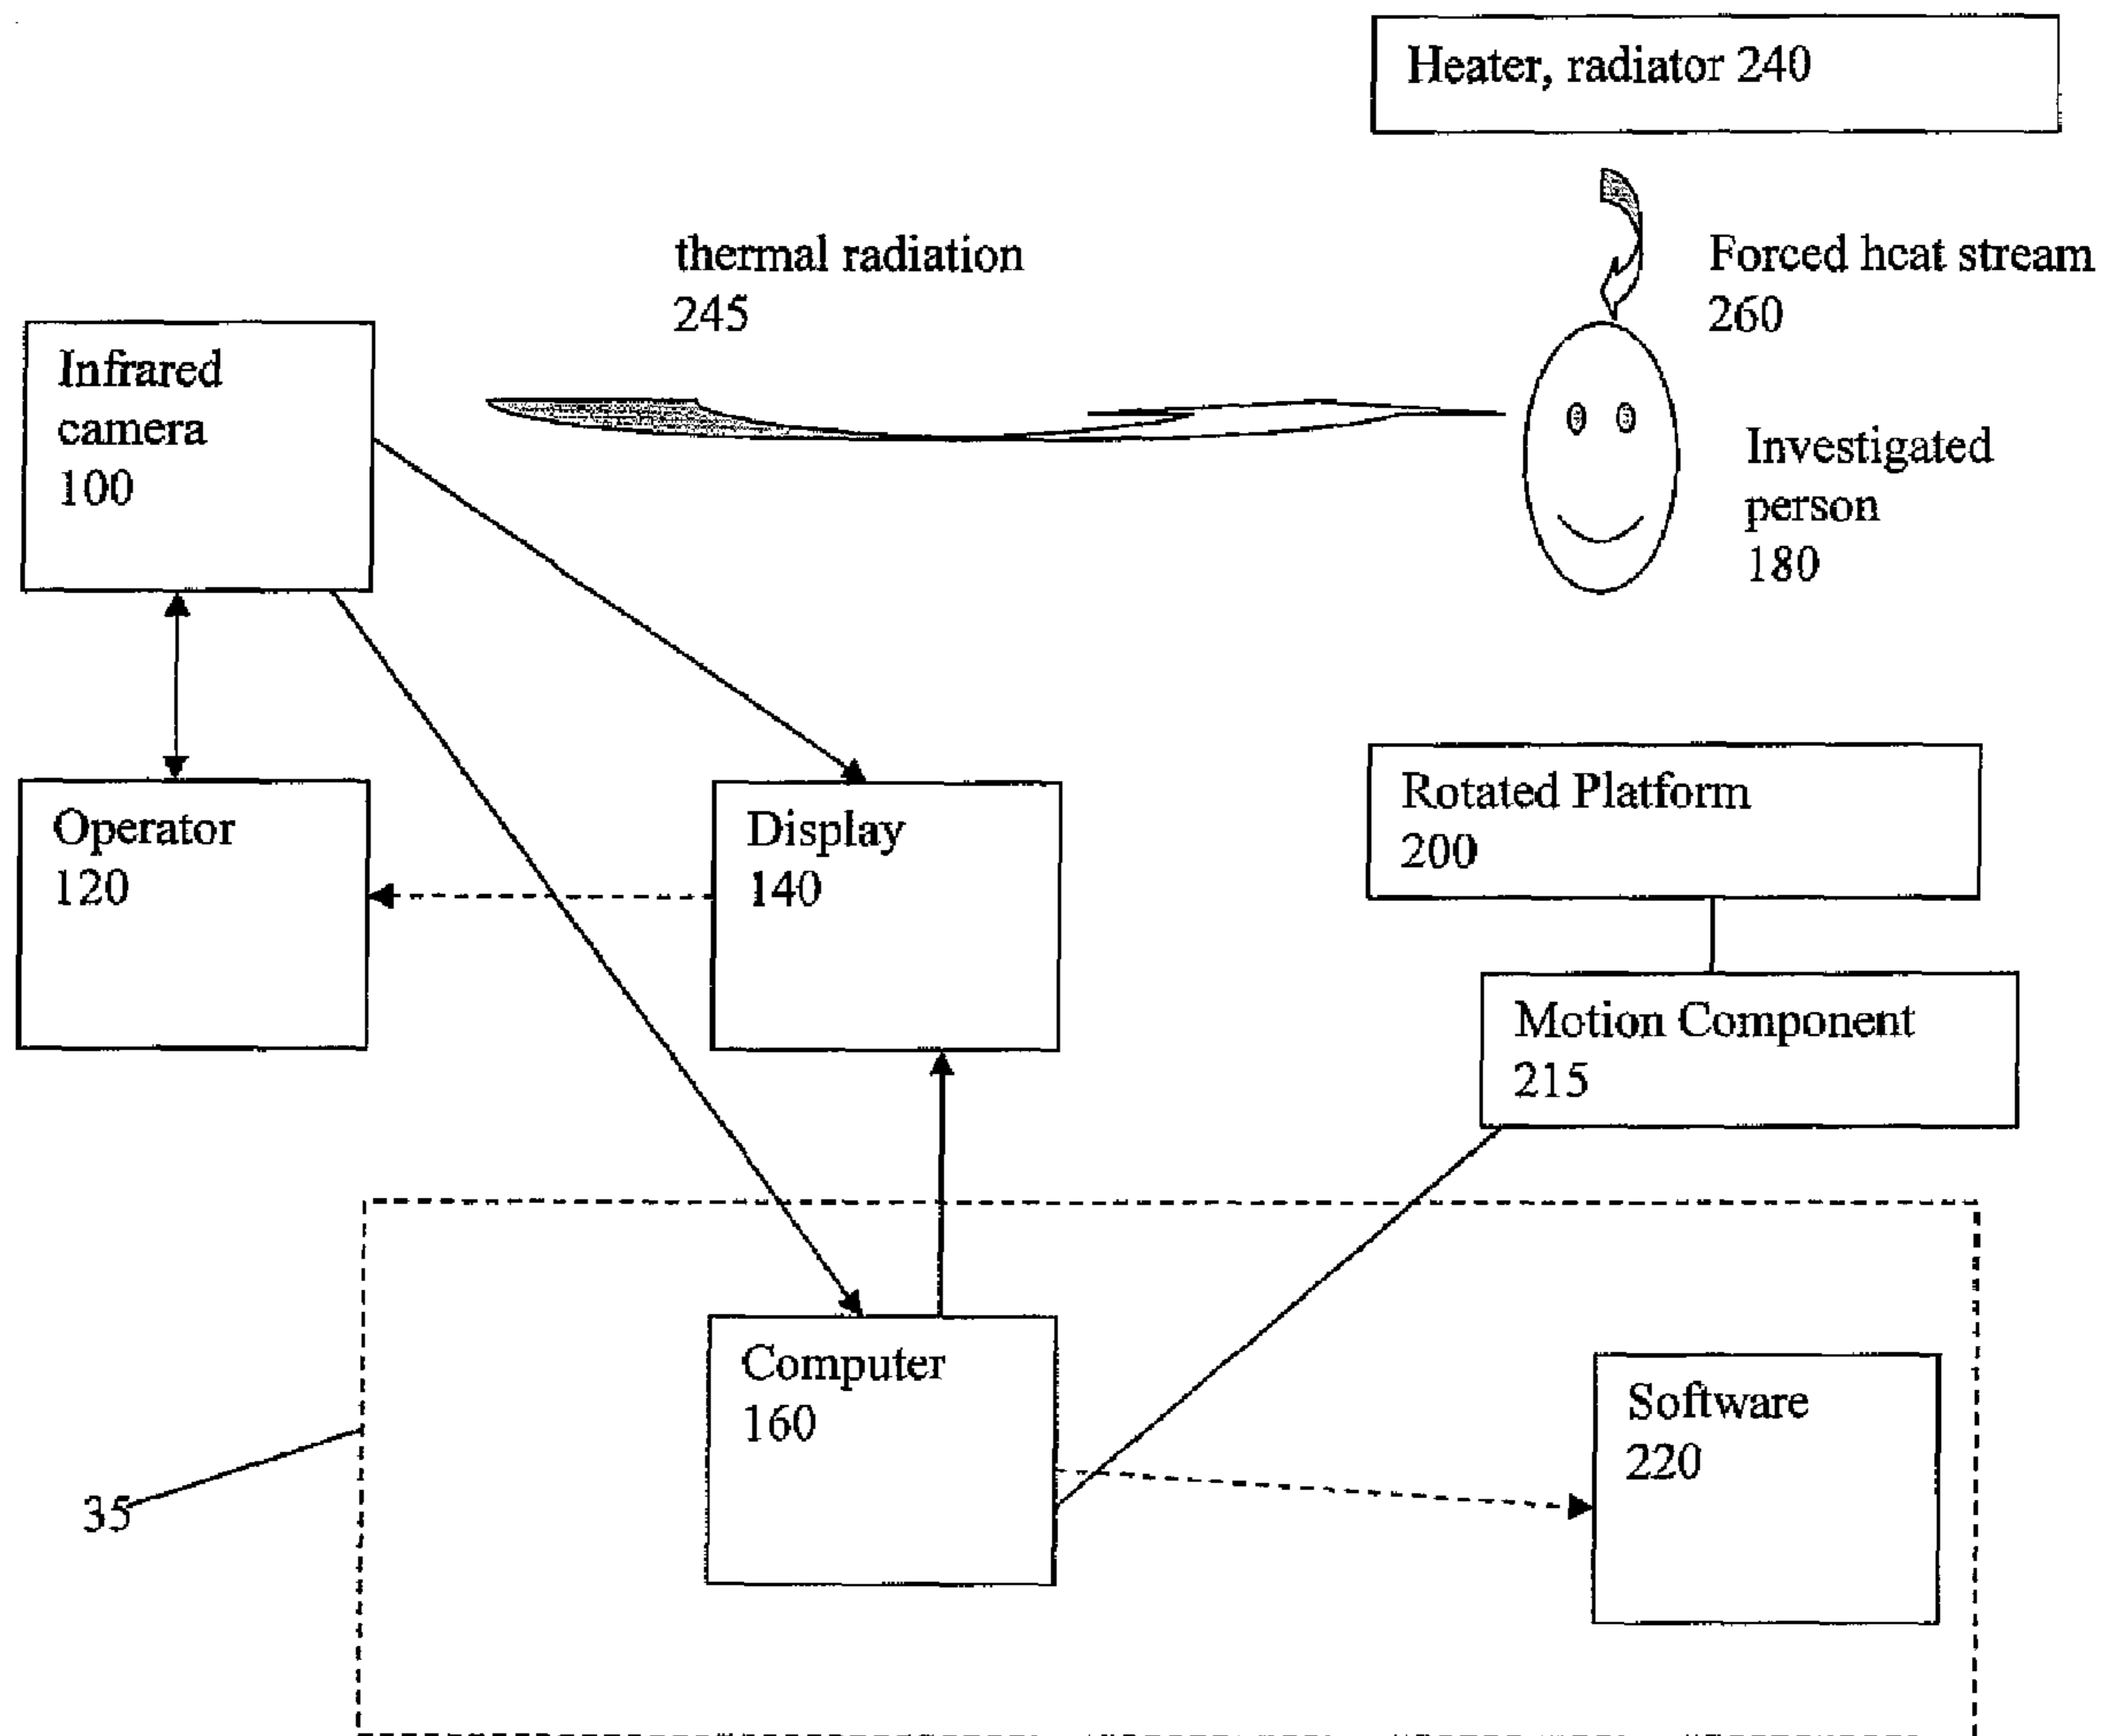 Heater, radiator 240
thermal radiation
245
Forced heat stream
260
Infrared
camera
100
Investigated
person
180
Operator
120
Display
140
Rotated Platform
200
Motion Component
215
Computer
160
Software
220
35